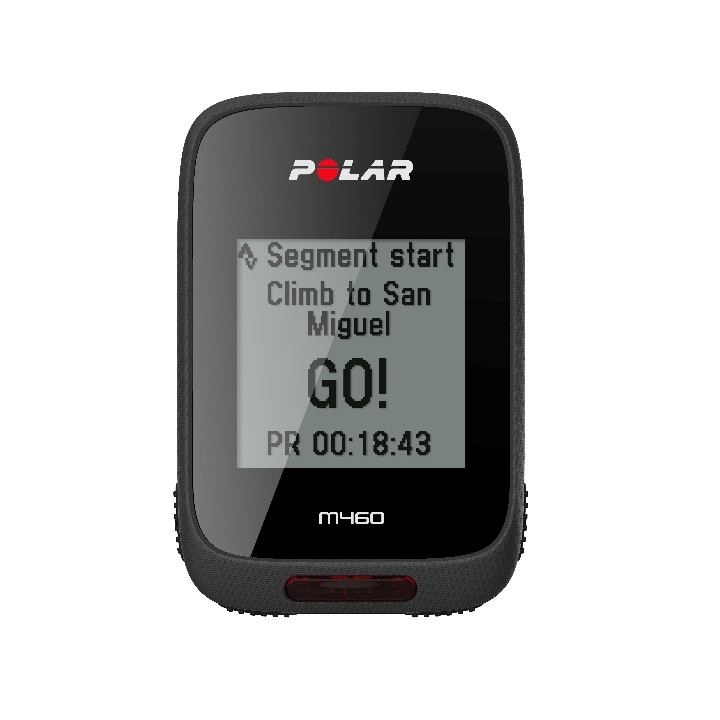 POLAR
Segment start
Climb to San
Miguel
GO!
PR 00:18:43
M460